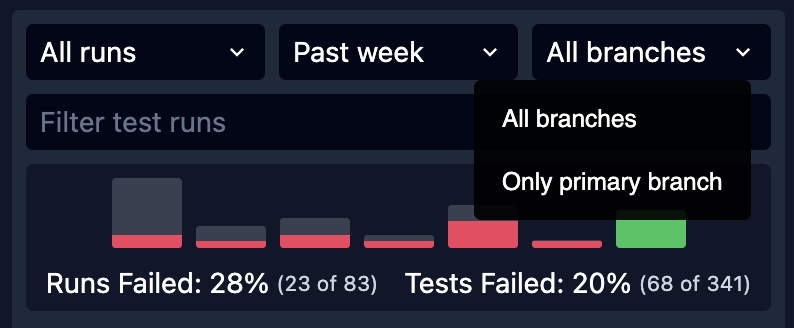 All runs
Past week
All branches
Filter test runs
All branches
Only primary branch
Runs Failed: 28% (23 of 83)
Tests Failed: 20% (68 of 341)